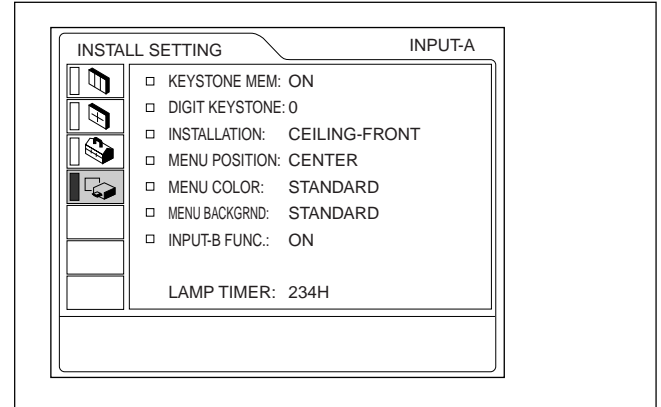 INSTALL SETTING INPUT-A
KEYSTONE MEM: ON
DIGIT KEYSTONE: 0
INSTALLATION: CEILING-FRONT
MENU POSITION: CENTER
MENU COLOR: STANDARD
MENU BACKGRND: STANDARD
INPUT-B FUNC.: ON
LAMP TIMER: 234H